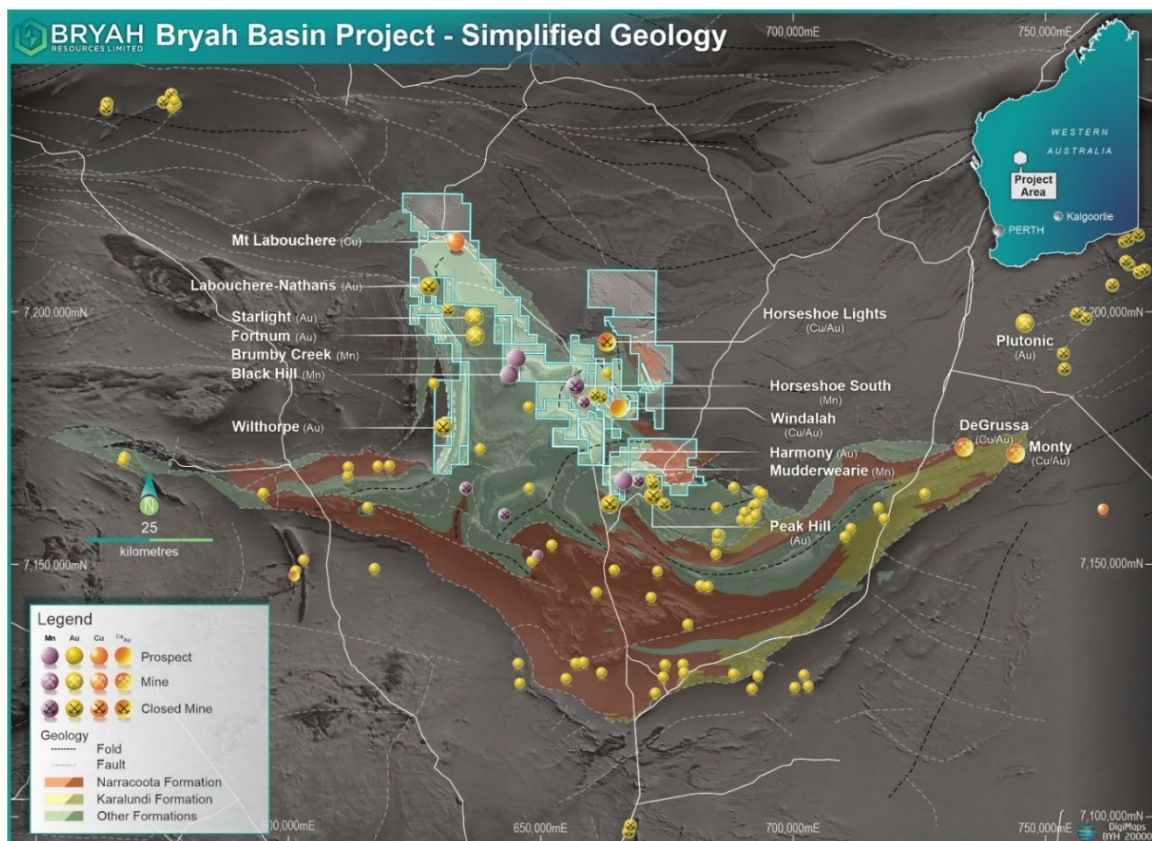 BRYAH
RESOURCES LIMITED
Bryah Basin Project - Simplified Geology
700,000mE
750,000mE
WESTERN
AUSTRALIA
Project
Area
Kalgoorlie
PERTH
Mt Labouchere (Cu)
Labouchere-Nathans (Au)
7,200,000mN
Starlight (Au)
Fortnum (Au)
Brumby Creek (Mn)
Black Hill (Mn)
Wilthorpe (Au)
Horseshoe Lights
(Cu/Au)
7,200,000mN
Plutonic
(Au)
Horseshoe South
(Mn)
Windalah
(Cu/Au)
Harmony (Au)
Mudderwearie (Mn)
DeGrussa
(Cu/Au)
Monty
(Cu/Au)
Peak Hill
(Au)
N
25
kilometres
7,150,000mN
7,150,000mN
Legend
Mn Au Cu Cu Au
Prospect
Mine
Closed Mine
Geology
Fold
Fault
Narracoota Formation
Karalundi Formation
Other Formations
600,000mE
650,000mE
700,000mE
750,000mE
7,100,000mN
DigiMaps
BYH 20000